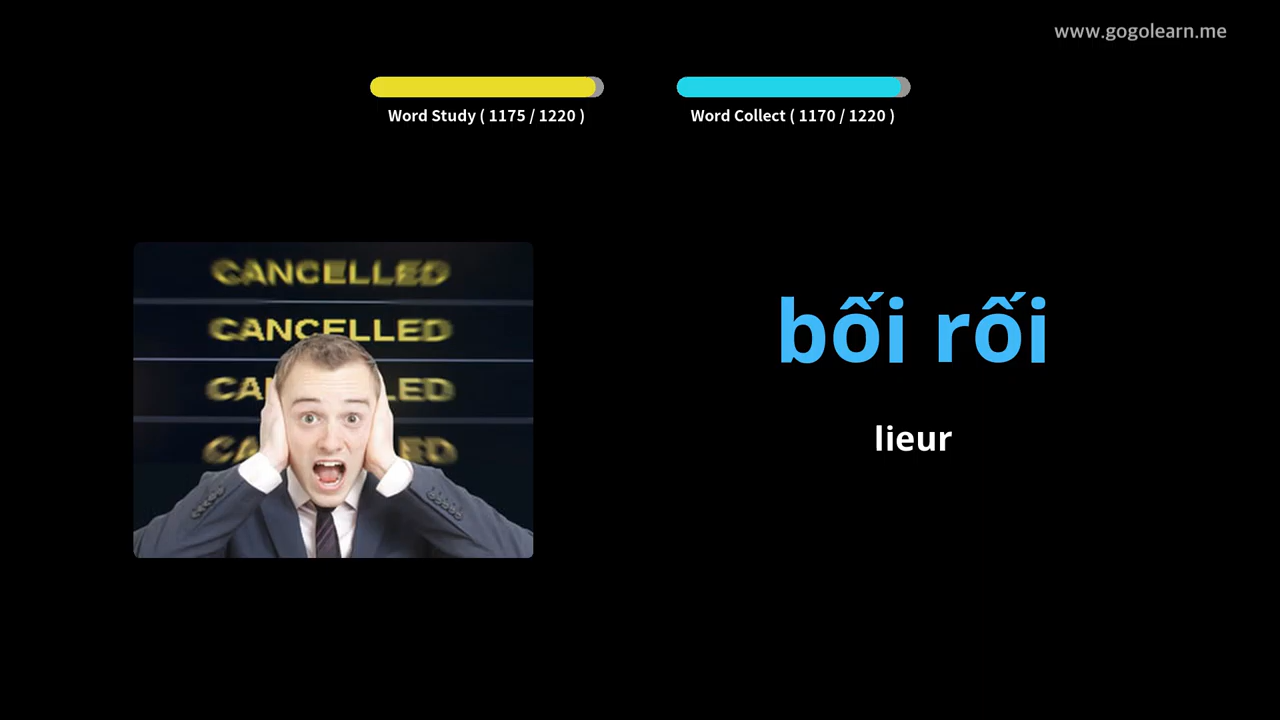 www.gogolearn.me
Word Study ( 1175 / 1220 )
Word Collect ( 1170 / 1220 )
CANCELLED
CANCELLED
bối rối
lieur